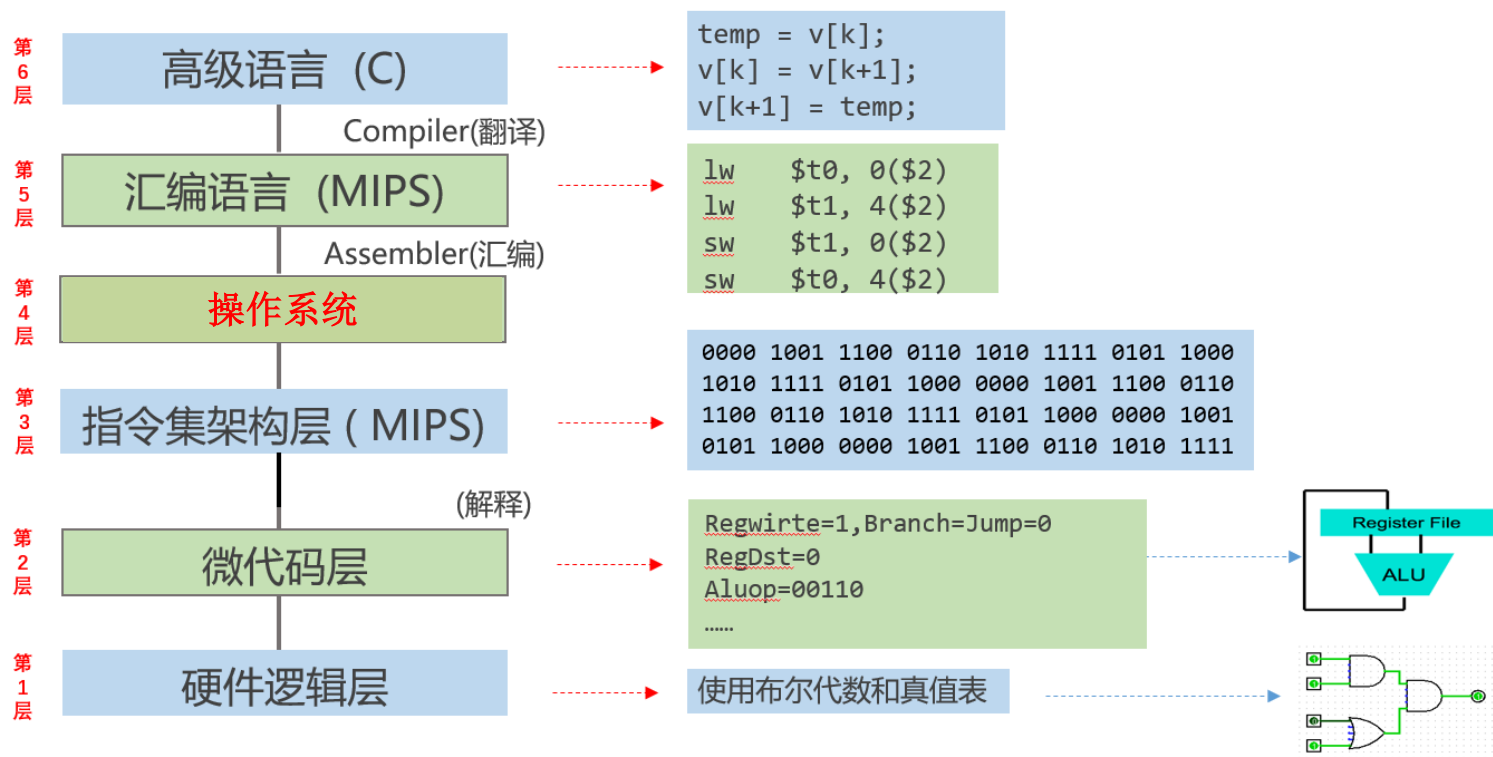 第6层
高级语言 (C)
temp = v[k];
v[k] = v[k+1];
v[k+1] = temp;
Compiler(翻译)
第5层
汇编语言 (MIPS)
lw $t0, 0($2)
lw $t1, 4($2)
sw $t1, 0($2)
sw $t0, 4($2)
Assembler(汇编)
第4层
操作系统
第3层
指令集架构层 ( MIPS)
0000 1001 1100 0110 1010 1111 0101 1000
1010 1111 0101 1000 0000 1001 1100 0110
1100 0110 1010 1111 0101 1000 0000 1001
0101 1000 0000 1001 1100 0110 1010 1111
(解释)
第2层
微代码层
Regwirte=1,Branch=Jump=0
RegDst=0
Aluop=00110
……
Register File
ALU
第1层
硬件逻辑层
使用布尔代数和真值表